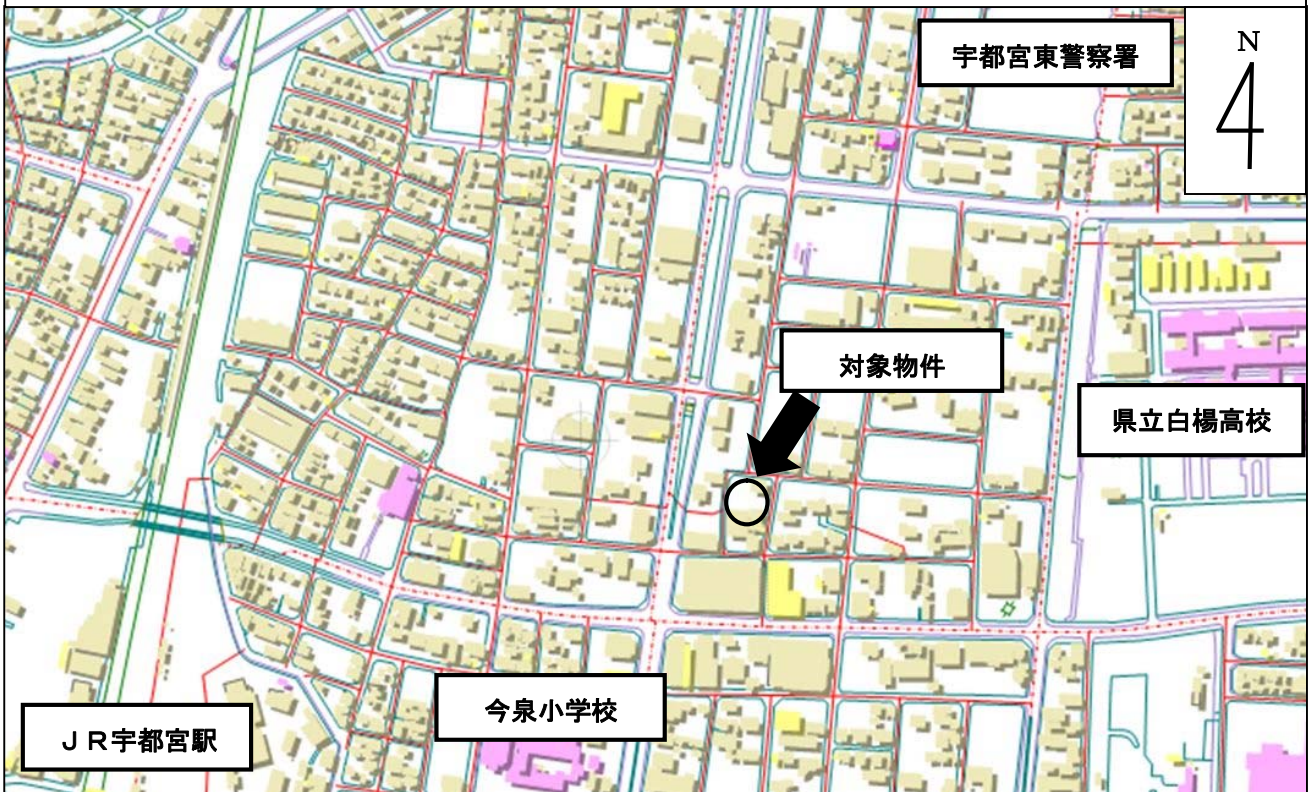 宇都宮東警察署
N
対象物件
県立白楊高校
今泉小学校
ＪＲ宇都宮駅